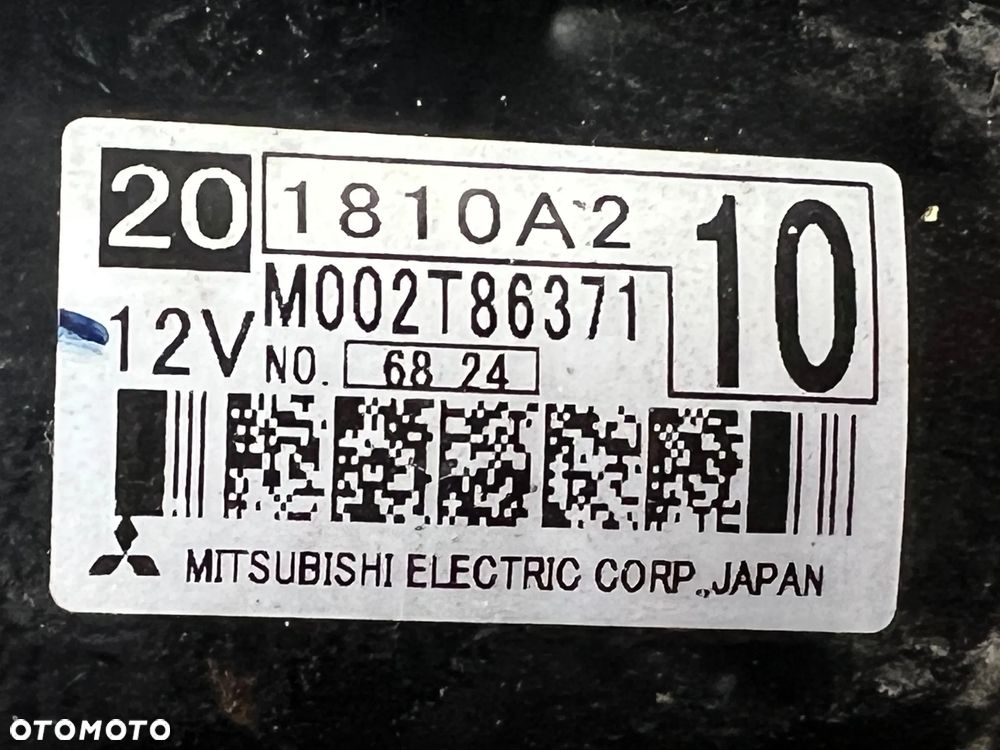 20 1810A2 10
M002T86371
12V NO. 68 24
MITSUBISHI ELECTRIC CORP.,JAPAN
OTOMOTO